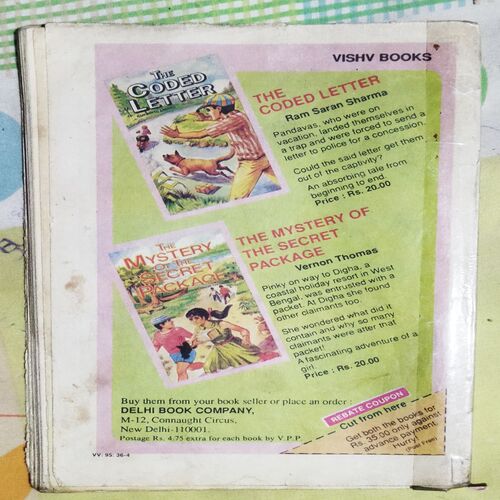 VISHV BOOKS
THE
CODED
LETTER
THE
CODED LETTER
Ram Saran Sharma
Pandavas, who were on
vacation, landed themselves in
a trap and were forced to send a
letter to police for a concession.
Could the said letter get them
out of the captivity?
An absorbing tale from
beginning to end.
Price : Rs. 20.00
THE
MYSTERY
OF THE
SECRET
PACKAGE
THE MYSTERY OF
THE SECRET
PACKAGE
Vernon Thomas
Pinky on way to Digha, a
coastal holiday resort in West
Bengal, was entrusted with a
packet. At Digha she found
other claimants too.
She wondered what did it
contain and why so many
claimants were after that
packet!
A fascinating adventure of a
girl.
Price : Rs. 20.00
Buy them from your book seller or place an order :
DELHI BOOK COMPANY,
M-12, Connaught Circus,
New Delhi-110001.
Postage Rs. 4.75 extra for each book by V.P.P.
REBATE COUPON
Cut from here
Get both the books for
Rs. 35.00 only against
advance payment.
Hurry!
(Post Free)
VV: 95: 36-4